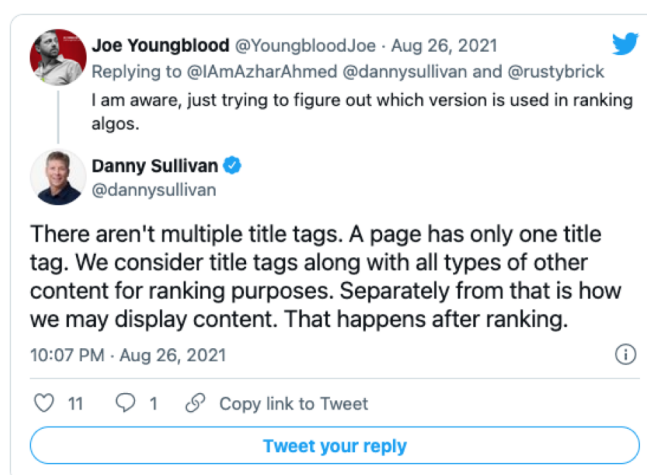 Joe Youngblood @YoungbloodJoe · Aug 26, 2021
Replying to @IAmAzharAhmed @dannysullivan and @rustybrick
I am aware, just trying to figure out which version is used in ranking
algos.
Danny Sullivan
@dannysullivan
There aren't multiple title tags. A page has only one title
tag. We consider title tags along with all types of other
content for ranking purposes. Separately from that is how
we may display content. That happens after ranking.
10:07 PM · Aug 26, 2021
11 1 Copy link to Tweet
Tweet your reply